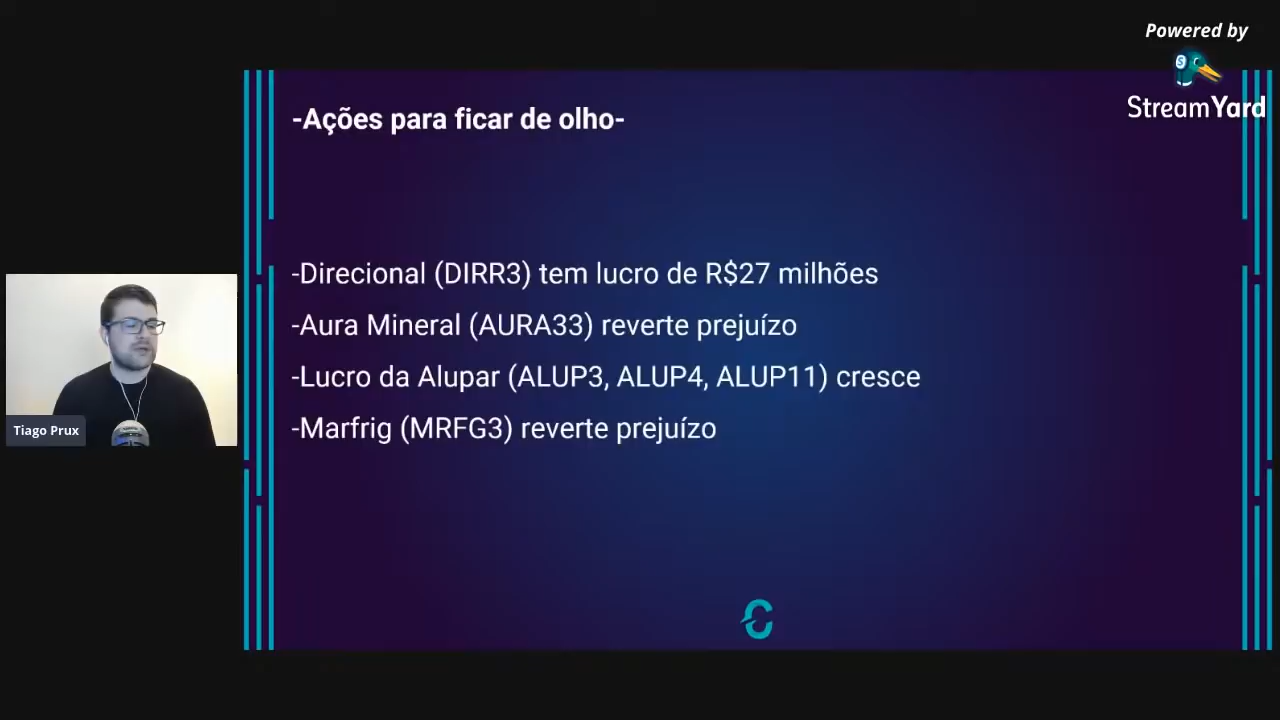 Powered by
StreamYard
-Ações para ficar de olho-
-Direcional (DIRR3) tem lucro de R$27 milhões
-Aura Mineral (AURA33) reverte prejuízo
-Lucro da Alupar (ALUP3, ALUP4, ALUP11) cresce
-Marfrig (MRFG3) reverte prejuízo
Tiago Prux